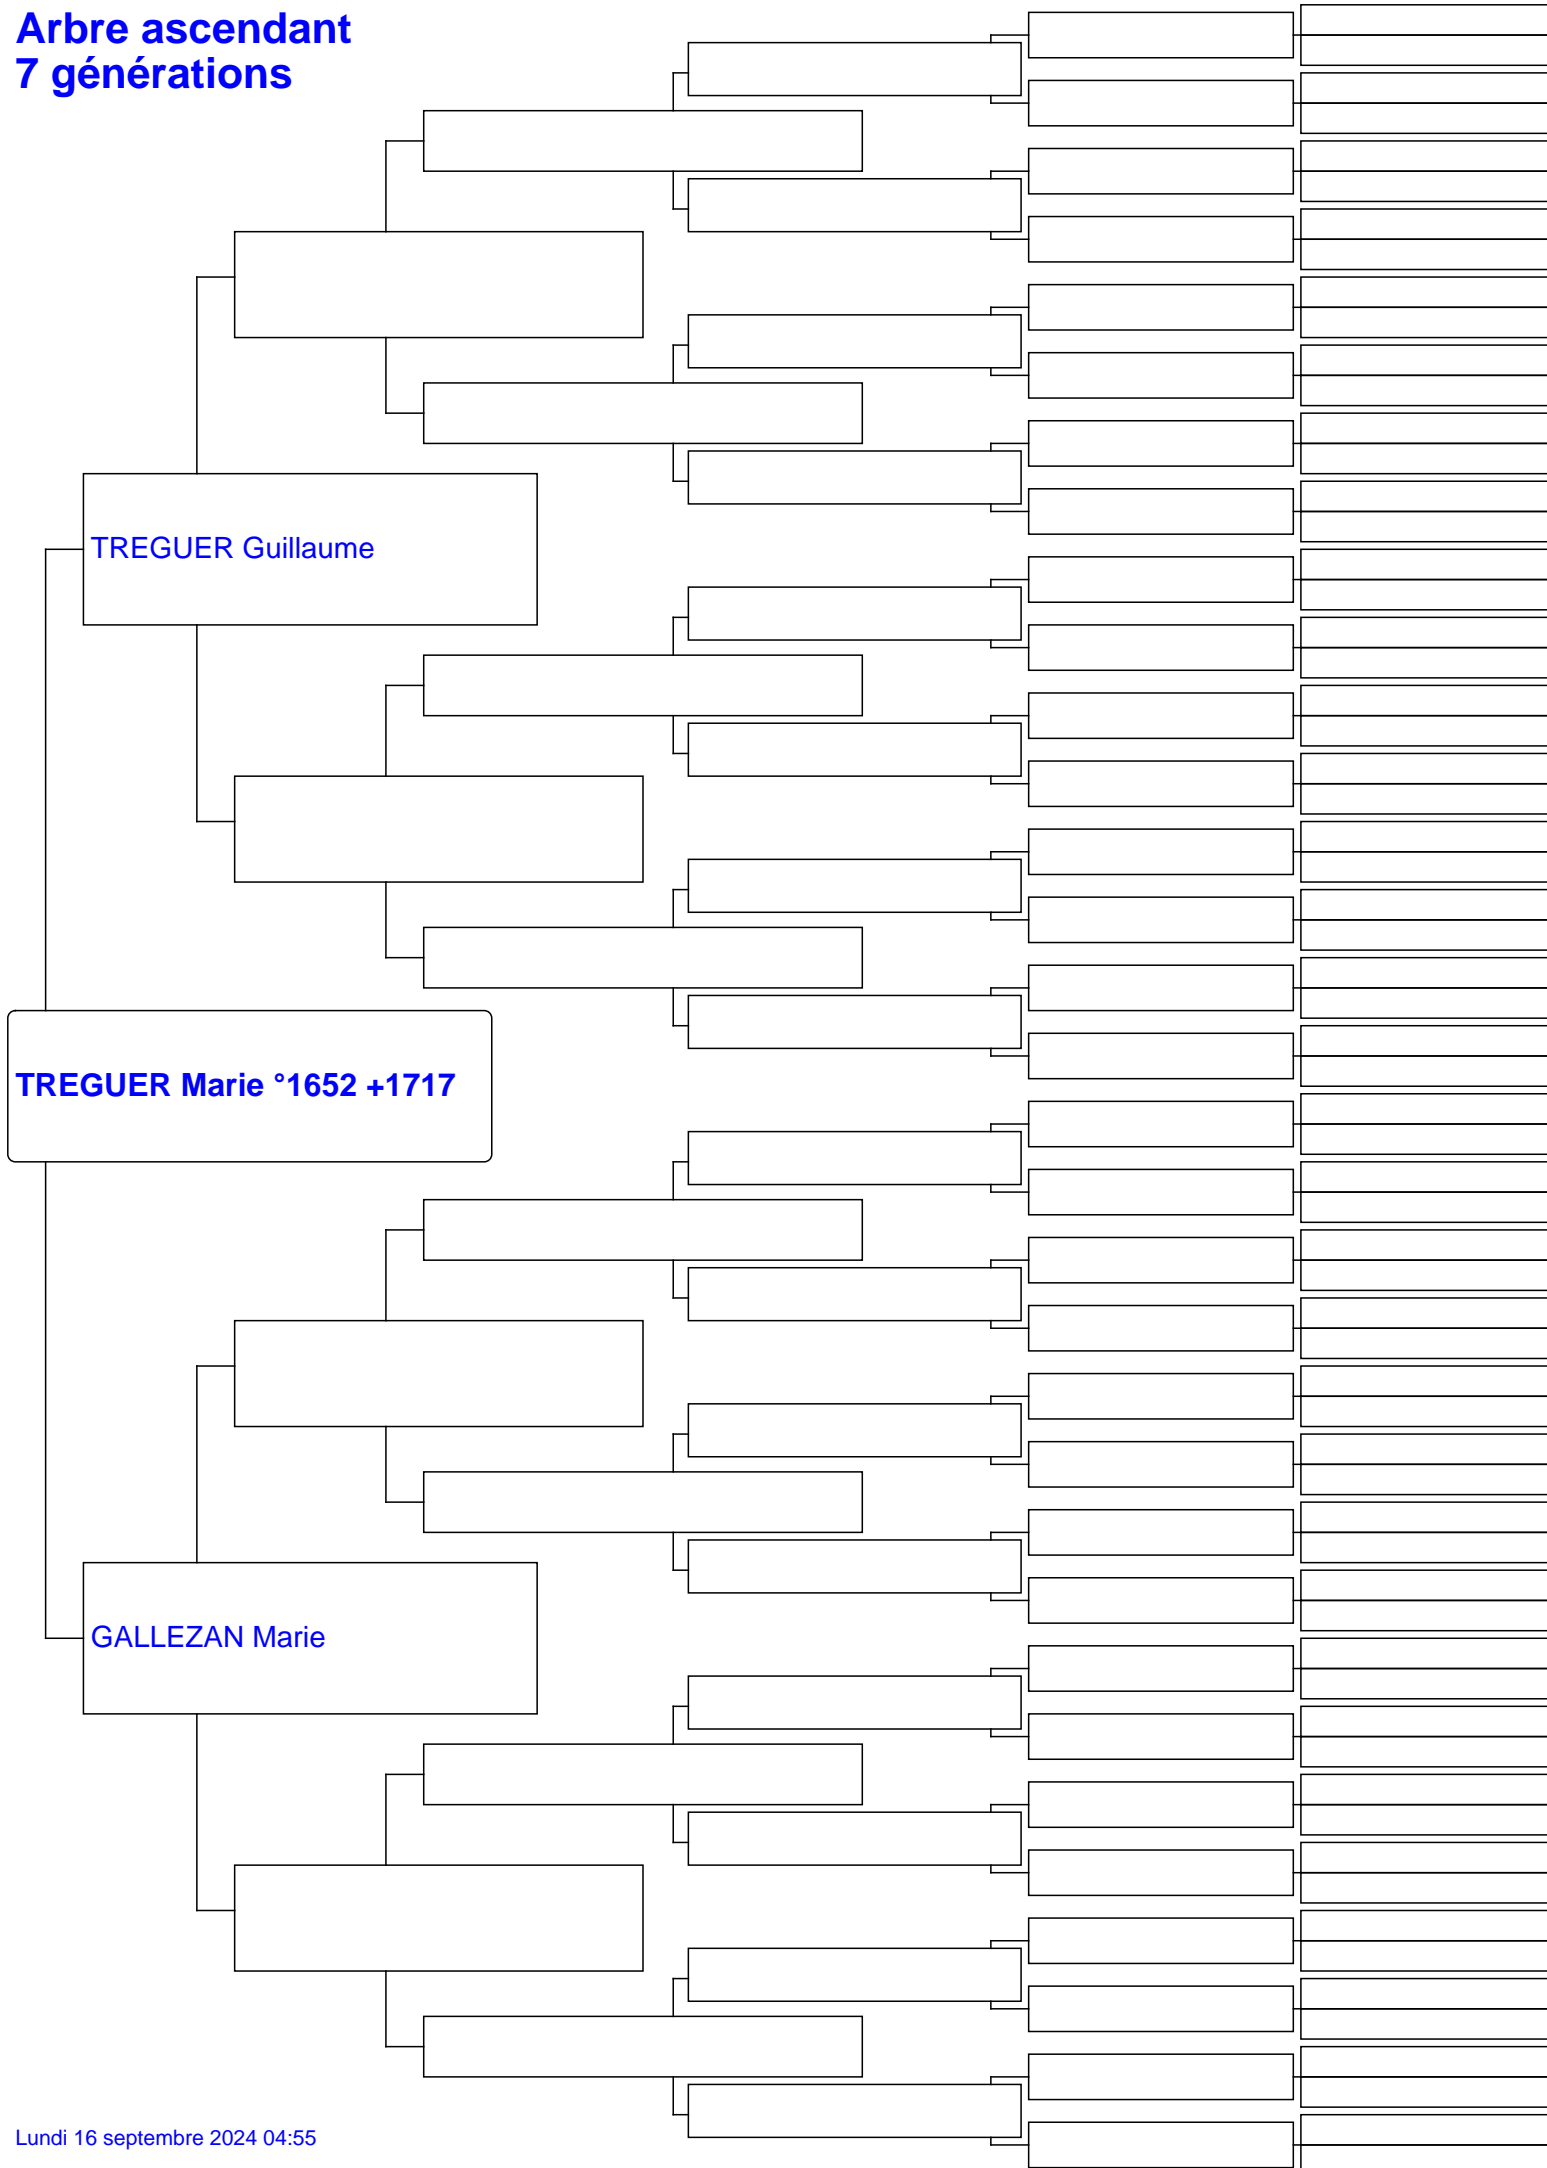 Arbre ascendant
7 générations
TREGUER Guillaume
TREGUER Marie °1652 +1717
GALLEZAN Marie
Lundi 16 septembre 2024 04:55